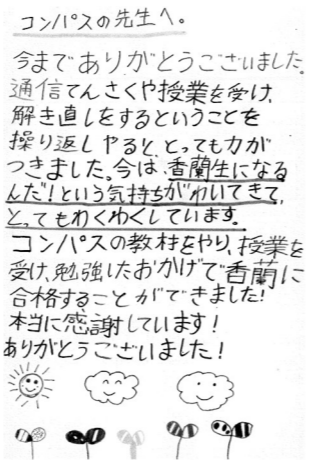 コンパスの先生へ。
今までありがとうございました。
通信てんさくや授業を受け、
解き直しをするということを
操り返しやると、とっても力が
つきました。今は、香蘭生になる
んだ！という気持ちがわいてきて、
とってもわくわくしています。
コンパスの教材をやり、授業を
受け、勉強したおかげで香蘭に
合格することができました！
本当に感謝しています！
ありがとうございました！